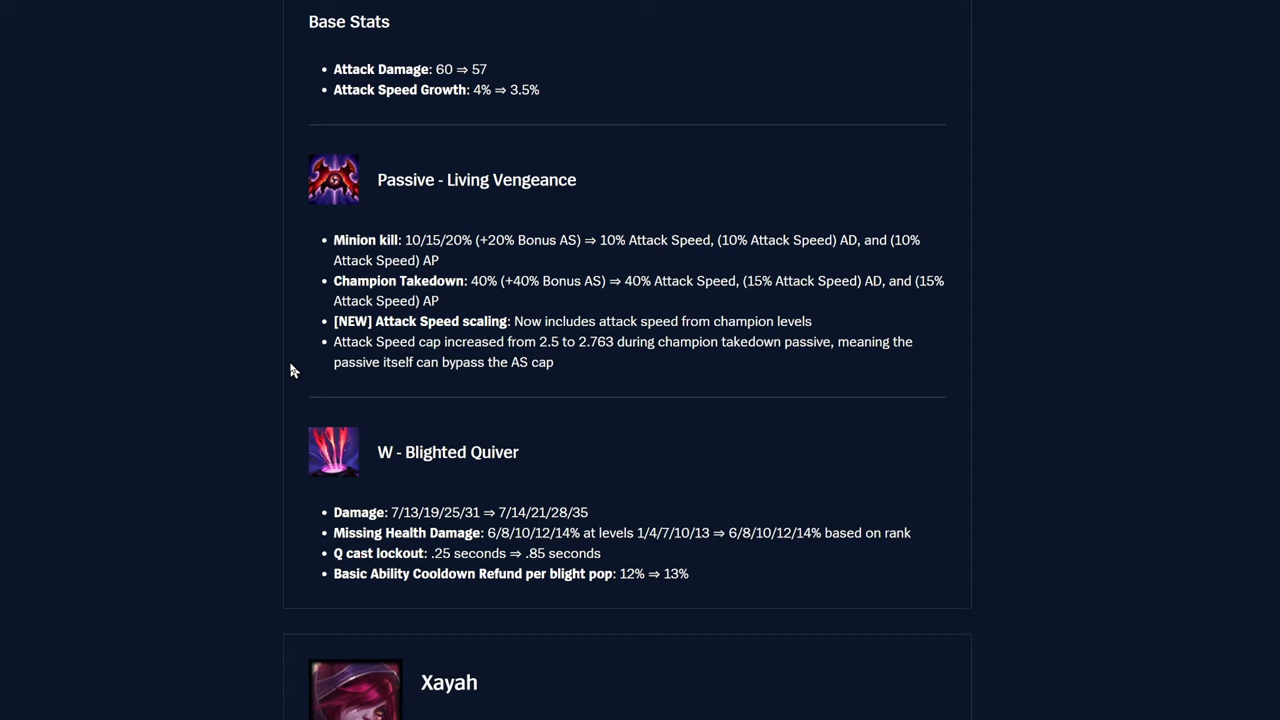 Base Stats
• Attack Damage: 60 ⇒ 57
• Attack Speed Growth: 4% ⇒ 3.5%
Passive - Living Vengeance
• Minion kill: 10/15/20% (+20% Bonus AS) ⇒ 10% Attack Speed, (10% Attack Speed) AD, and (10%
Attack Speed) AP
• Champion Takedown: 40% (+40% Bonus AS) ⇒ 40% Attack Speed, (15% Attack Speed) AD, and (15%
Attack Speed) AP
• [NEW] Attack Speed scaling: Now includes attack speed from champion levels
• Attack Speed cap increased from 2.5 to 2.763 during champion takedown passive, meaning the
passive itself can bypass the AS cap
W - Blighted Quiver
• Damage: 7/13/19/25/31 ⇒ 7/14/21/28/35
• Missing Health Damage: 6/8/10/12/14% at levels 1/4/7/10/13 ⇒ 6/8/10/12/14% based on rank
• Q cast lockout: .25 seconds ⇒ .85 seconds
• Basic Ability Cooldown Refund per blight pop: 12% ⇒ 13%
Xayah